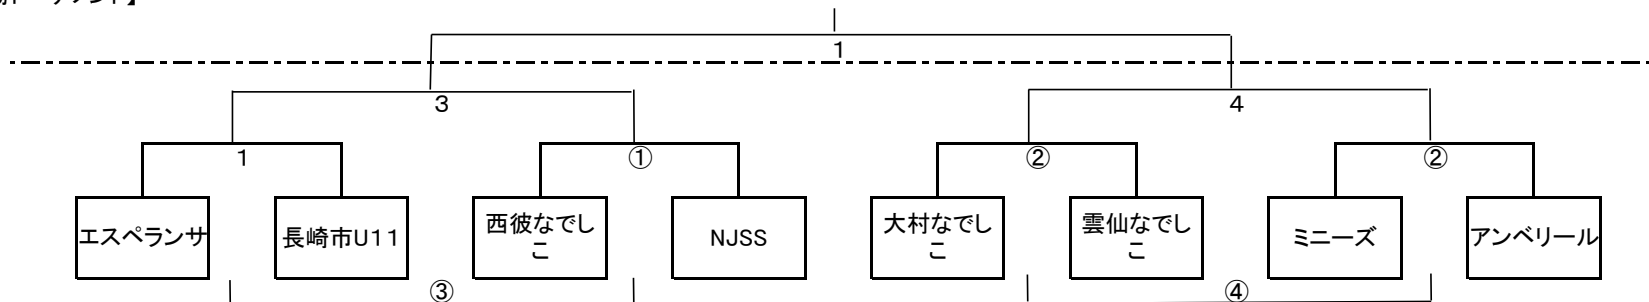 1
3
4
1
①
②
②
エスペランサ
長崎市U11
西彼なでし
こ
NJSS
大村なでし
こ
雲仙なでし
こ
ミニーズ
アンベリール
③
④